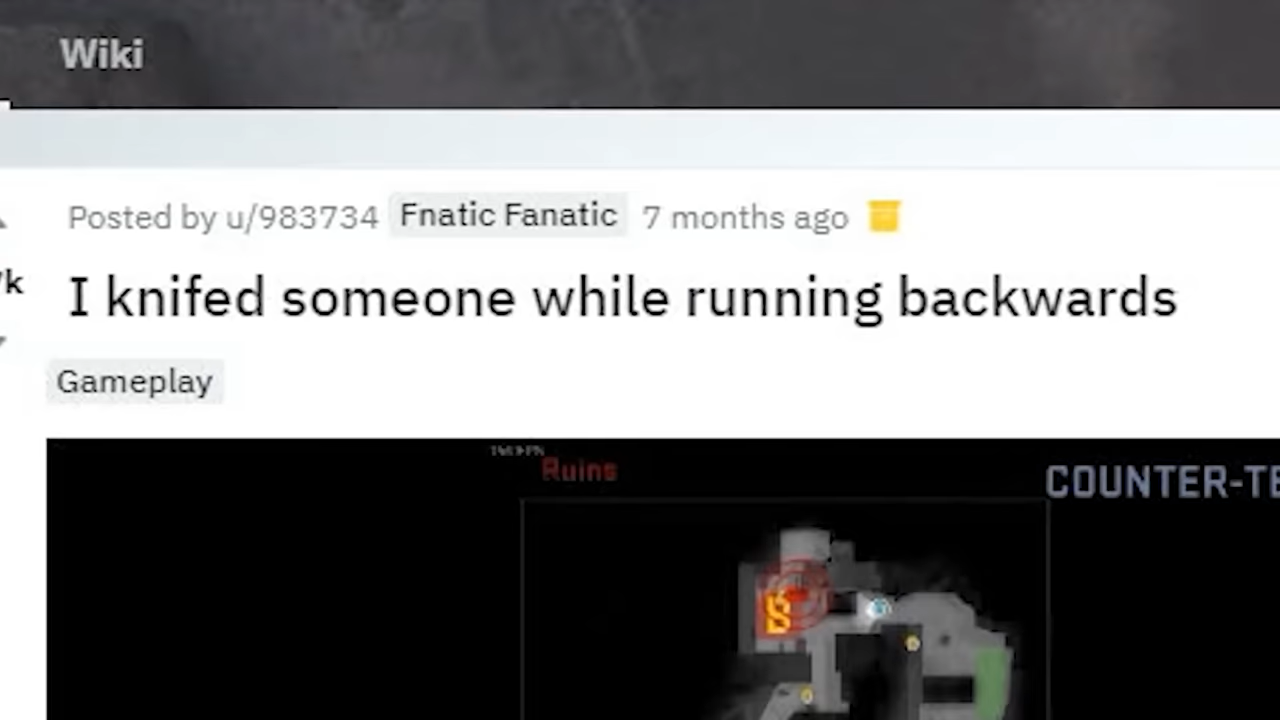 Wiki
Posted by u/983734 Fnatic Fanatic 7 months ago
k
I knifed someone while running backwards
Gameplay
Ruins
COUNTER-TE
B